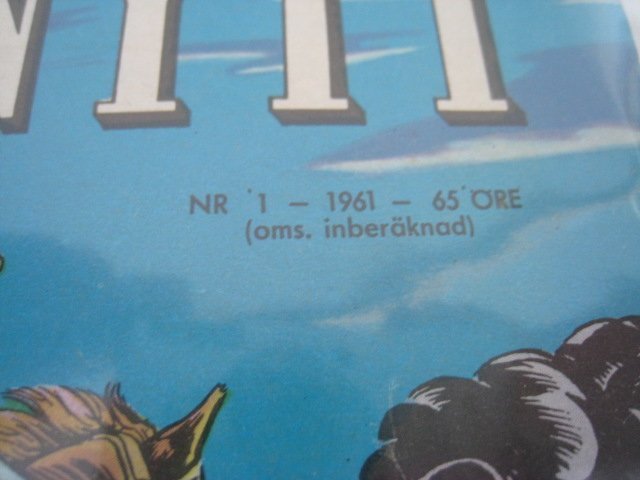 NR 1 – 1961 – 65 ÖRE
(oms. inberäknad)